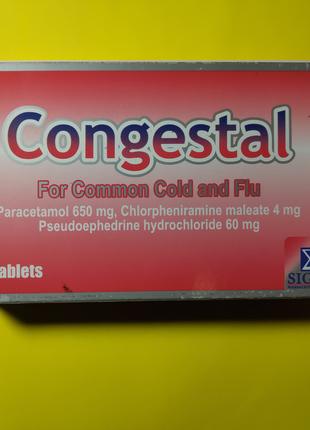 Congestal
For Common Cold and Flu
Paracetamol 650 mg, Chlorpheniramine maleate 4 mg
Pseudoephedrine hydrochloride 60 mg
ablets
SIG